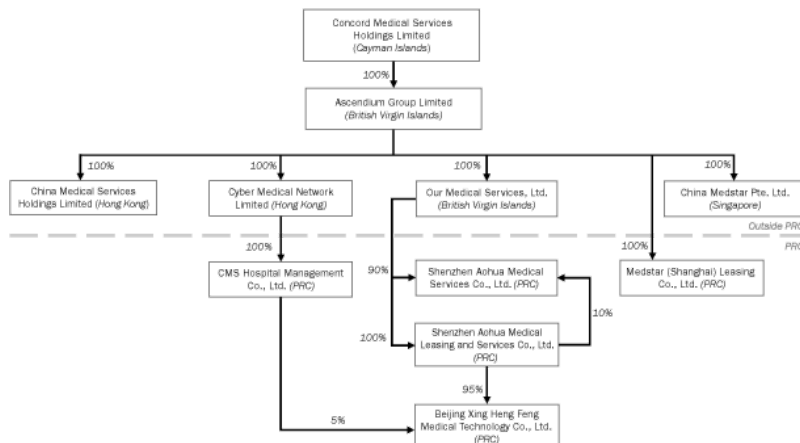 Concord Medical Services
Holdings Limited
(Cayman Islands)
100%
Ascendium Group Limited
(British Virgin Islands)
100%
100%
100%
100%
China Medical Services
Holdings Limited (Hong Kong)
Cyber Medical Network
Limited (Hong Kong)
Our Medical Services, Ltd.
(British Virgin Islands)
China Medstar Pte. Ltd.
(Singapore)
Outside PRC
PRC
100%
100%
CMS Hospital Management
Co., Ltd. (PRC)
90%
Shenzhen Aohua Medical
Services Co., Ltd. (PRC)
Medstar (Shanghai) Leasing
Co., Ltd. (PRC)
10%
100%
Shenzhen Aohua Medical
Leasing and Services Co., Ltd.
(PRC)
95%
5%
Beijing Xing Heng Feng
Medical Technology Co., Ltd.
(PRC)